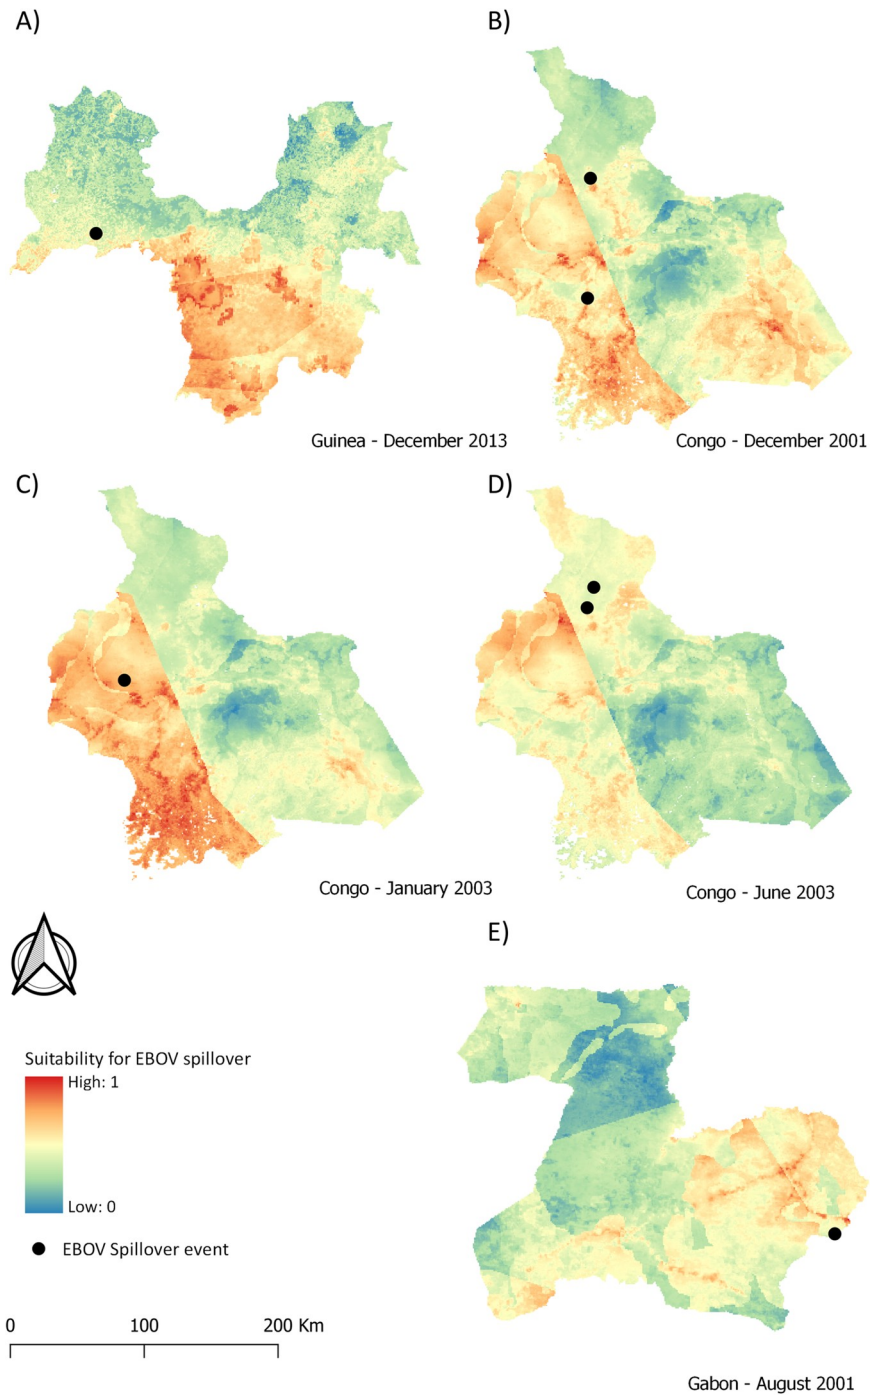 A)
B)
Guinea - December 2013
Congo - December 2001
C)
D)
Congo - January 2003
Congo - June 2003
E)
Suitability for EBOV spillover
High: 1
Low: 0
EBOV Spillover event
0 100 200 Km
Gabon - August 2001